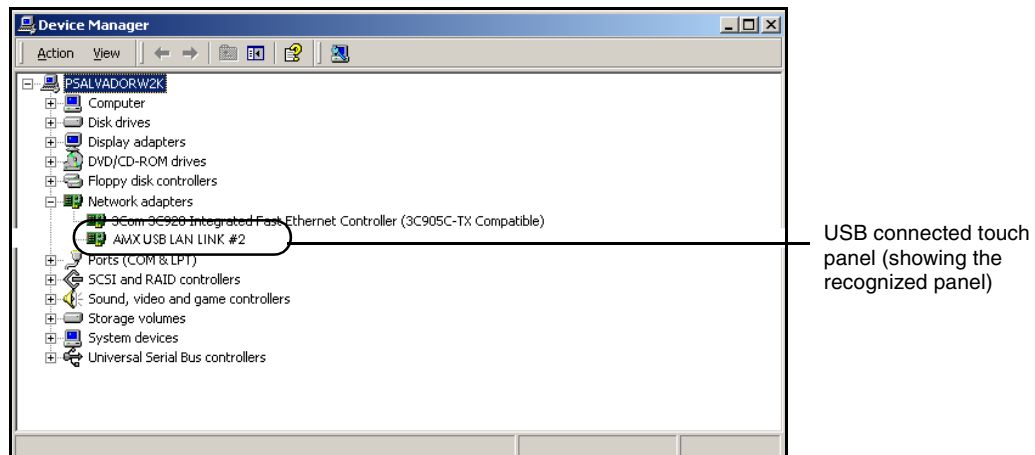 Device Manager
Action View
PSALVADORW2K
Computer
Disk drives
Display adapters
DVD/CD-ROM drives
Floppy disk controllers
Network adapters
3Com 3C920 Integrated Fast Ethernet Controller (3C905C-TX Compatible)
AMX USB LAN LINK #2
Ports (COM & LPT)
SCSI and RAID controllers
Sound, video and game controllers
Storage volumes
System devices
Universal Serial Bus controllers
USB connected touch
panel (showing the
recognized panel)